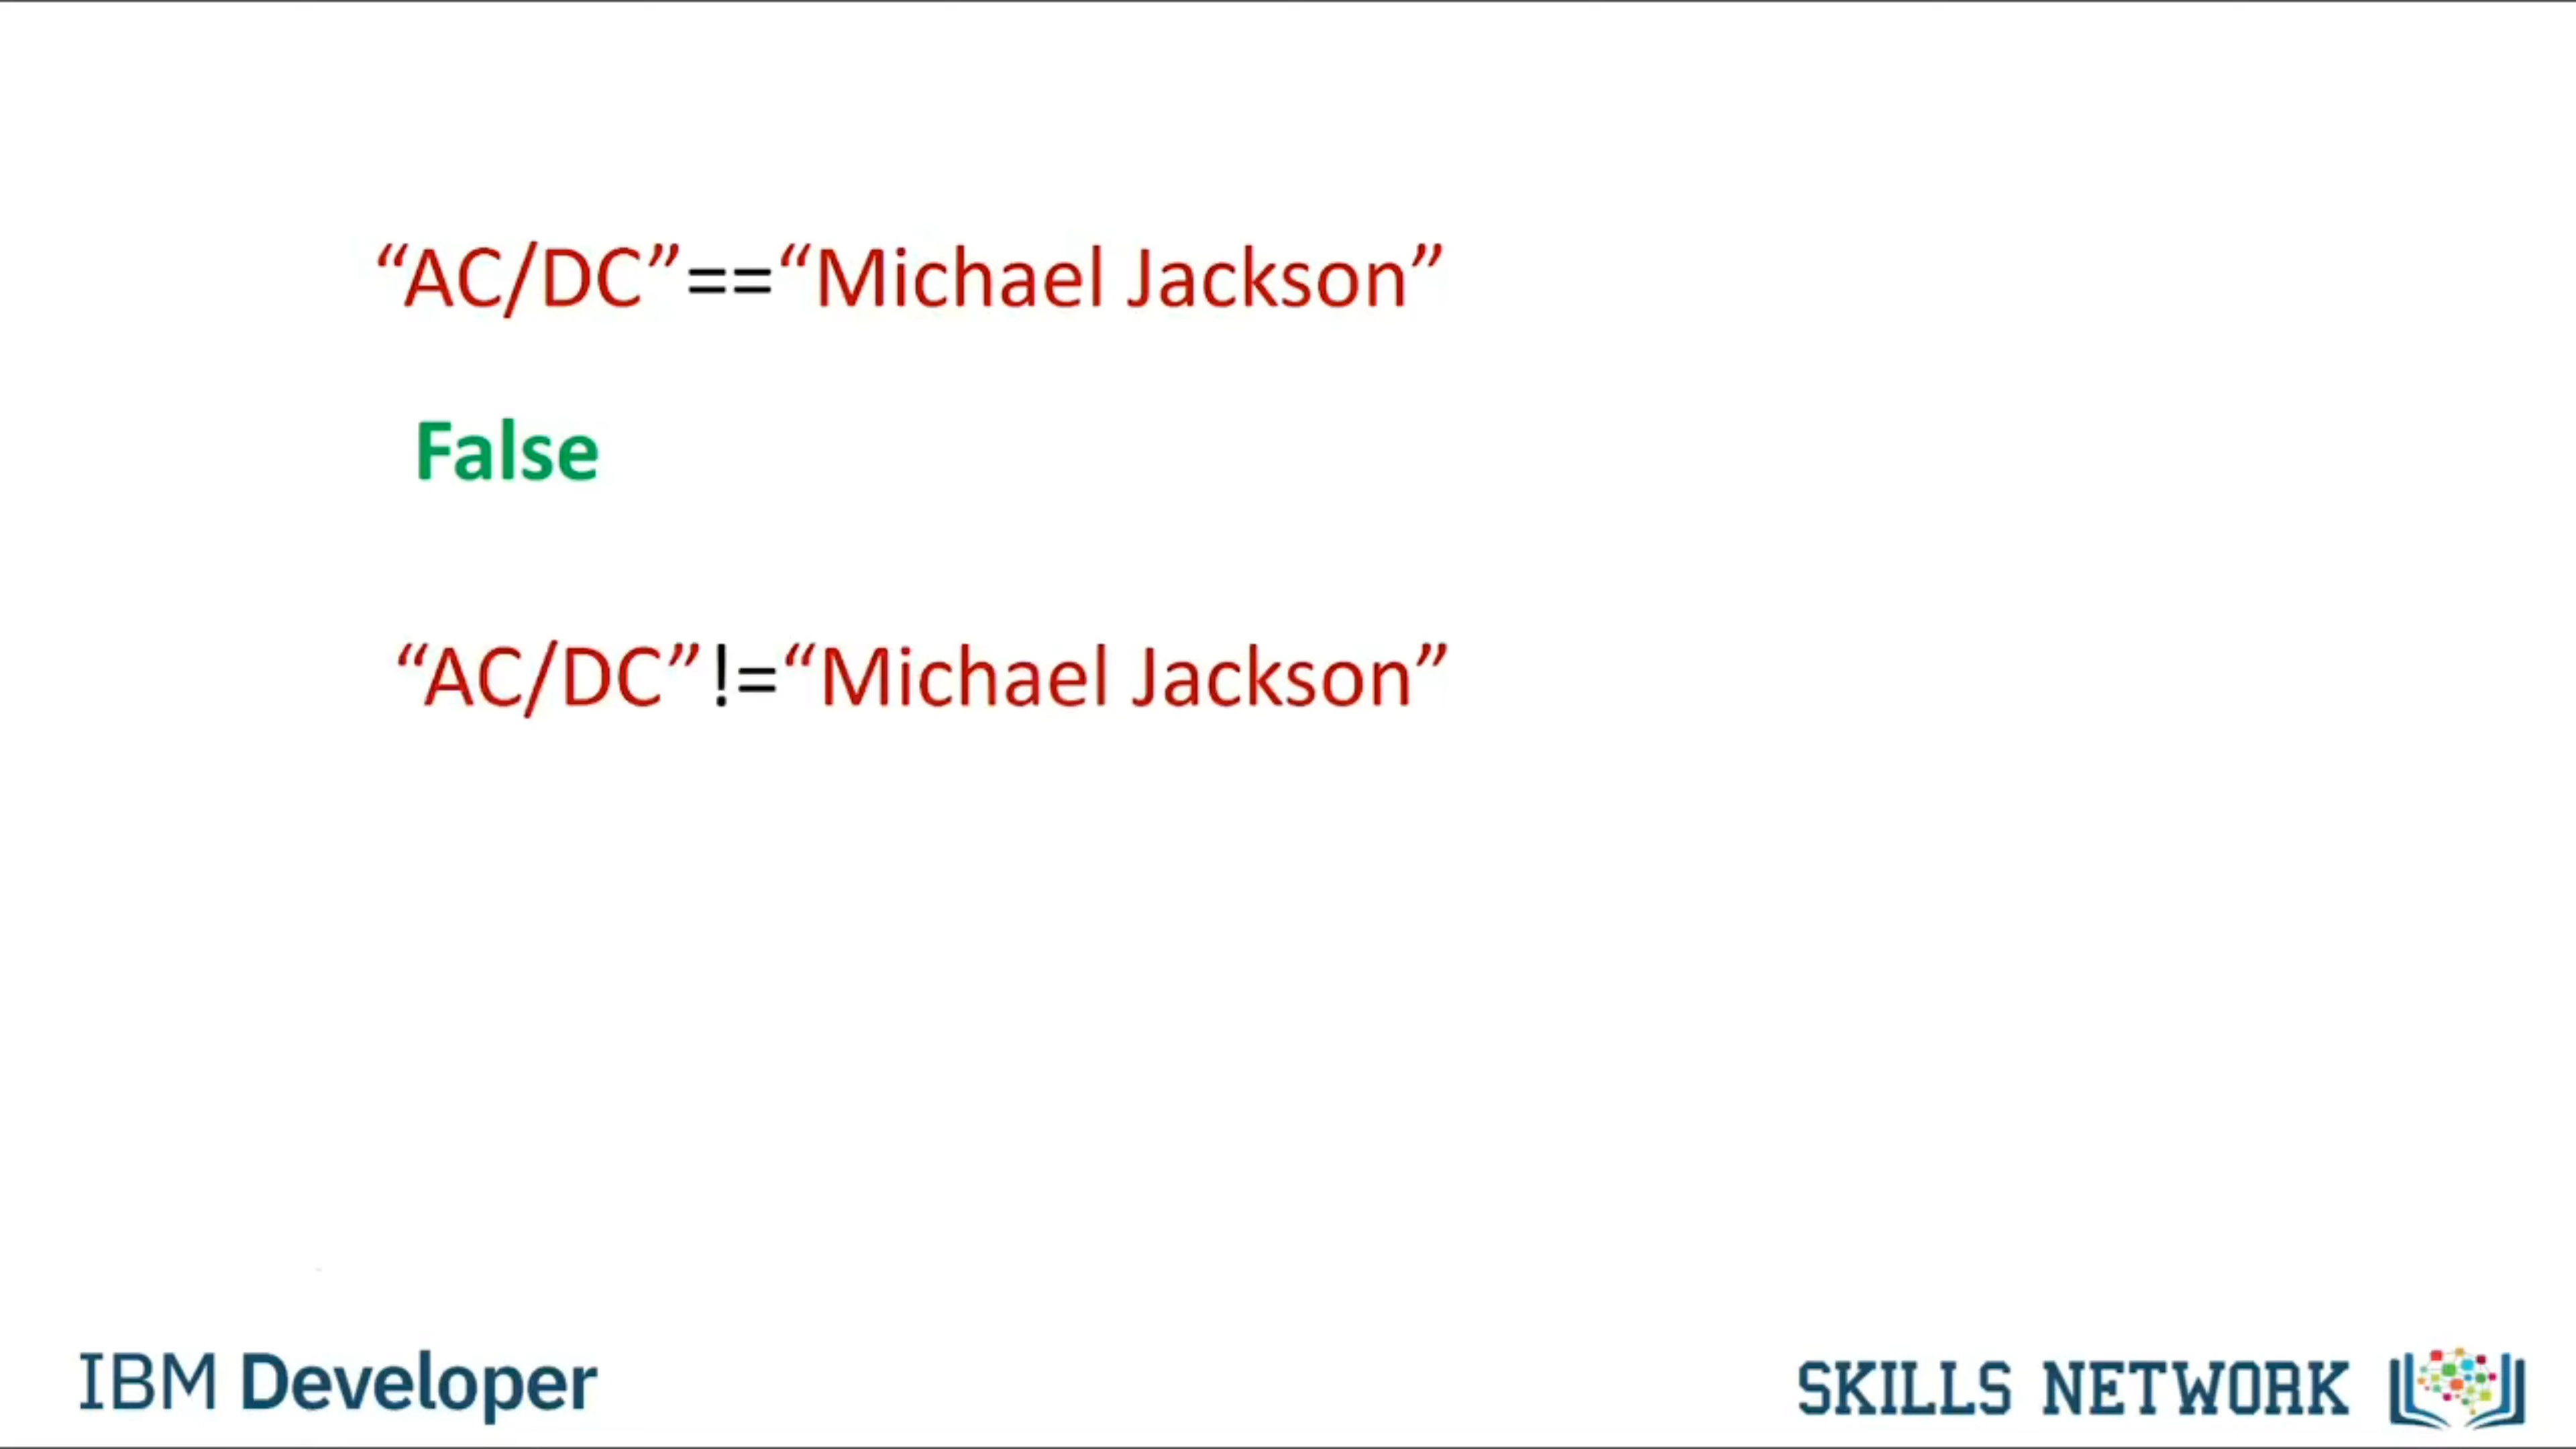 “AC/DC”==“Michael Jackson”
False
“AC/DC”!=“Michael Jackson”
IBM Developer
SKILLS NETWORK